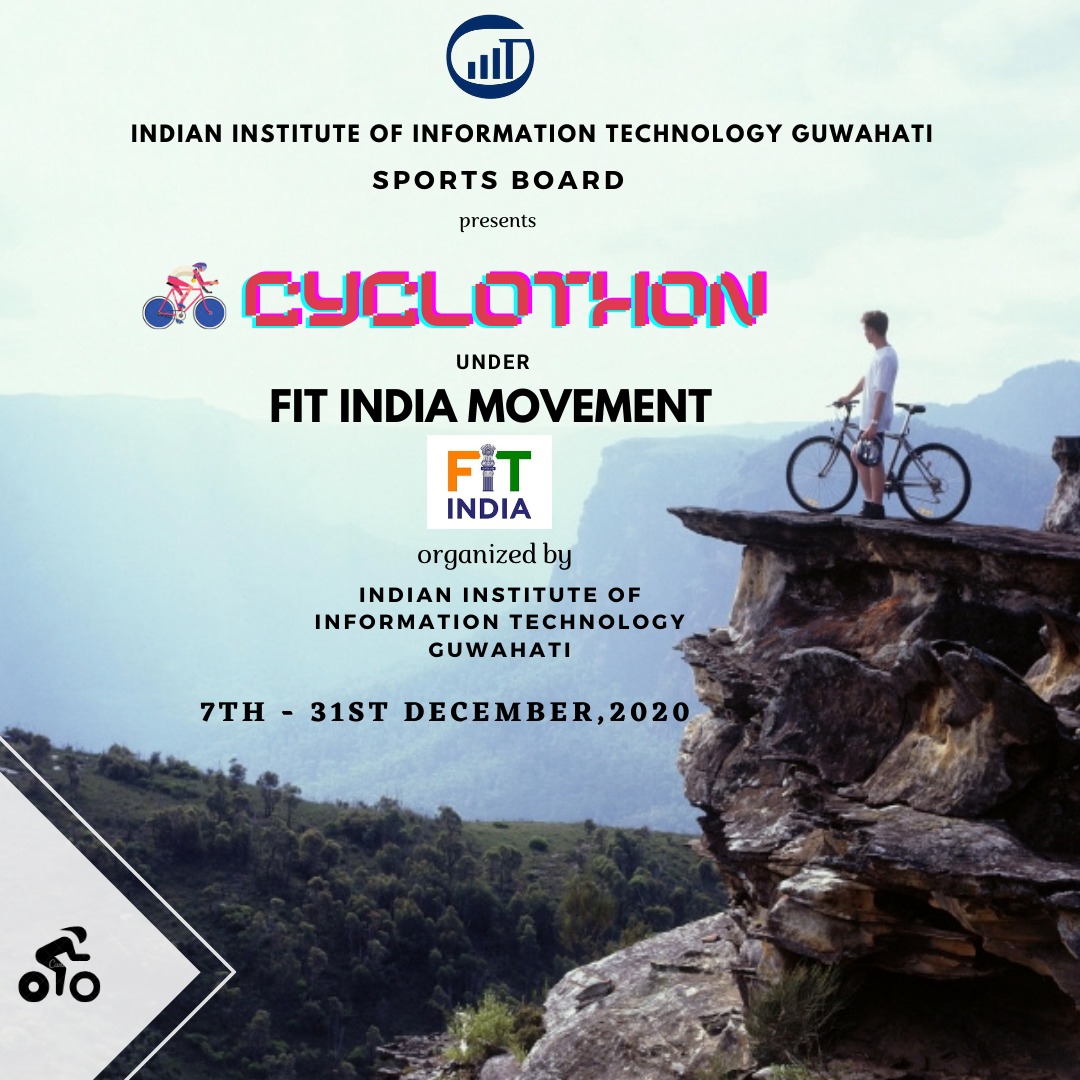 INDIAN INSTITUTE OF INFORMATION TECHNOLOGY GUWAHATI
SPORTS BOARD
presents
CYCLOTHON
UNDER
FIT INDIA MOVEMENT
FIT
INDIA
organized by
INDIAN INSTITUTE OF
INFORMATION TECHNOLOGY
GUWAHATI
7TH - 31ST DECEMBER,2020